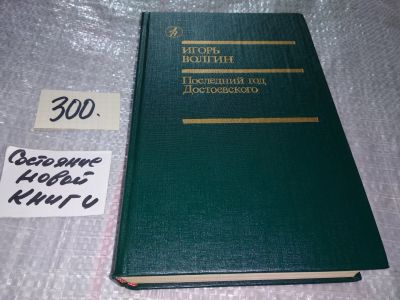 ИГОРЬ
ВОЛГИН
Последний год
Достоевского
300.
Состояние
новой
книги